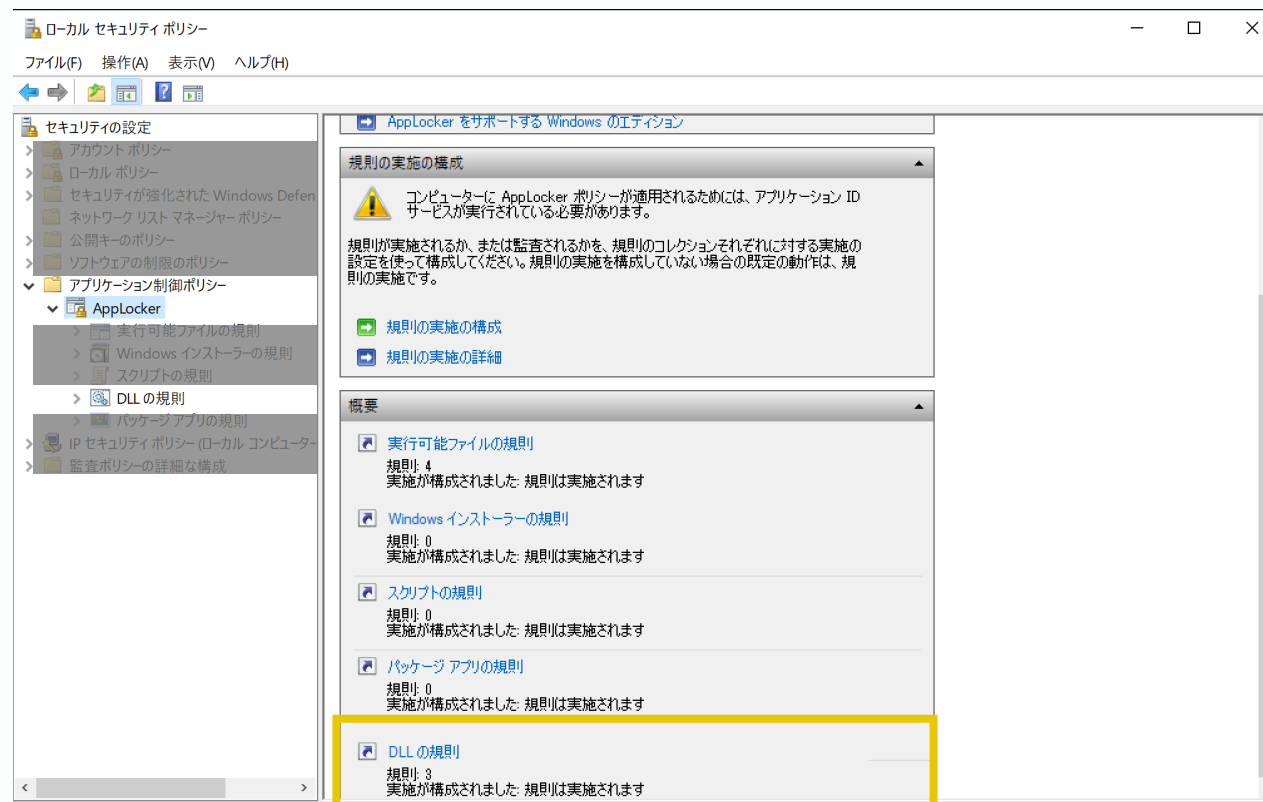 ローカル セキュリティ ポリシー
ファイル(F) 操作(A) 表示(V) ヘルプ(H)
セキュリティの設定
アカウント ポリシー
ローカル ポリシー
セキュリティが強化された Windows Defen
ネットワーク リスト マネージャー ポリシー
公開キーのポリシー
ソフトウェアの制限のポリシー
アプリケーション制御ポリシー
AppLocker
実行可能ファイルの規則
Windows インストーラーの規則
スクリプトの規則
DLL の規則
パッケージ アプリの規則
IP セキュリティ ポリシー (ローカル コンピューター
監査ポリシーの詳細な構成
AppLocker をサポートする Windows のエディション
規則の実施の構成
コンピューターに AppLocker ポリシーが適用されるためには、アプリケーション ID
サービスが実行されている必要があります。
規則が実施されるか、または監査されるかを、規則のコレクションそれぞれに対する実施の
設定を使って構成してください。規則の実施を構成していない場合の既定の動作は、規
則の実施です。
規則の実施の構成
規則の実施の詳細
概要
実行可能ファイルの規則
規則: 4
実施が構成されました: 規則は実施されます
Windows インストーラーの規則
規則: 0
実施が構成されました: 規則は実施されます
スクリプトの規則
規則: 0
実施が構成されました: 規則は実施されます
パッケージ アプリの規則
規則: 0
実施が構成されました: 規則は実施されます
DLL の規則
規則: 3
実施が構成されました: 規則は実施されます